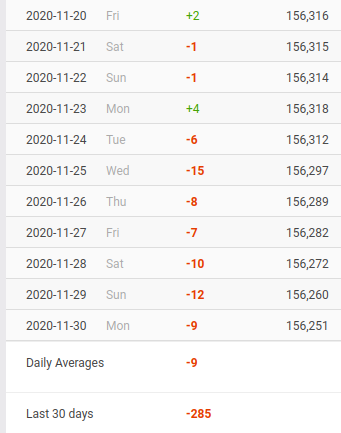 2020-11-20 Fri +2 156,316
2020-11-21 Sat -1 156,315
2020-11-22 Sun -1 156,314
2020-11-23 Mon +4 156,318
2020-11-24 Tue -6 156,312
2020-11-25 Wed -15 156,297
2020-11-26 Thu -8 156,289
2020-11-27 Fri -7 156,282
2020-11-28 Sat -10 156,272
2020-11-29 Sun -12 156,260
2020-11-30 Mon -9 156,251
Daily Averages -9
Last 30 days -285